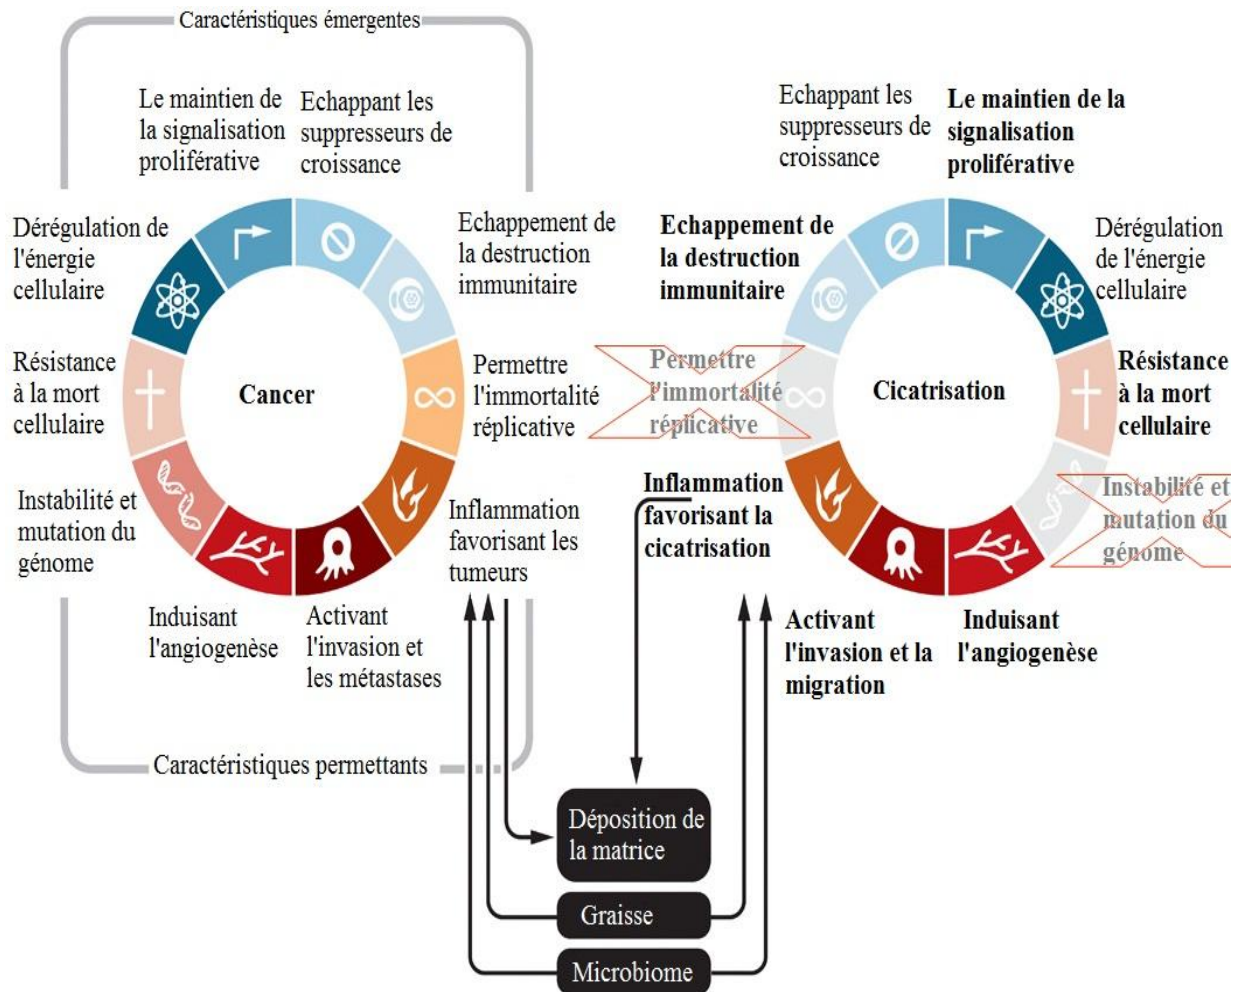 Caractéristiques émergentes
Le maintien de
la signalisation
proliférative
Echappant les
suppresseurs de
croissance
Dérégulation de
l'énergie
cellulaire
Echappement de
la destruction
immunitaire
Résistance
à la mort
cellulaire
Cancer
Permettre
l'immortalité
réplicative
Instabilité et
mutation du
génome
Inflammation
favorisant les
tumeurs
Induisant
l'angiogenèse
Activant
l'invasion et
les métastases
Caractéristiques permettants
Echappant les
suppresseurs de
croissance
Le maintien de la
signalisation
proliférative
Echappement de
la destruction
immunitaire
Dérégulation
de l'énergie
cellulaire
Permettre
l'immortalité
réplicative
Cicatrisation
Résistance
à la mort
cellulaire
Inflammation
favorisant la
cicatrisation
Instabilité et
mutation du
génome
Activant
l'invasion et la
migration
Induisant
l'angiogenèse
Déposition de
la matrice
Graisse
Microbiome